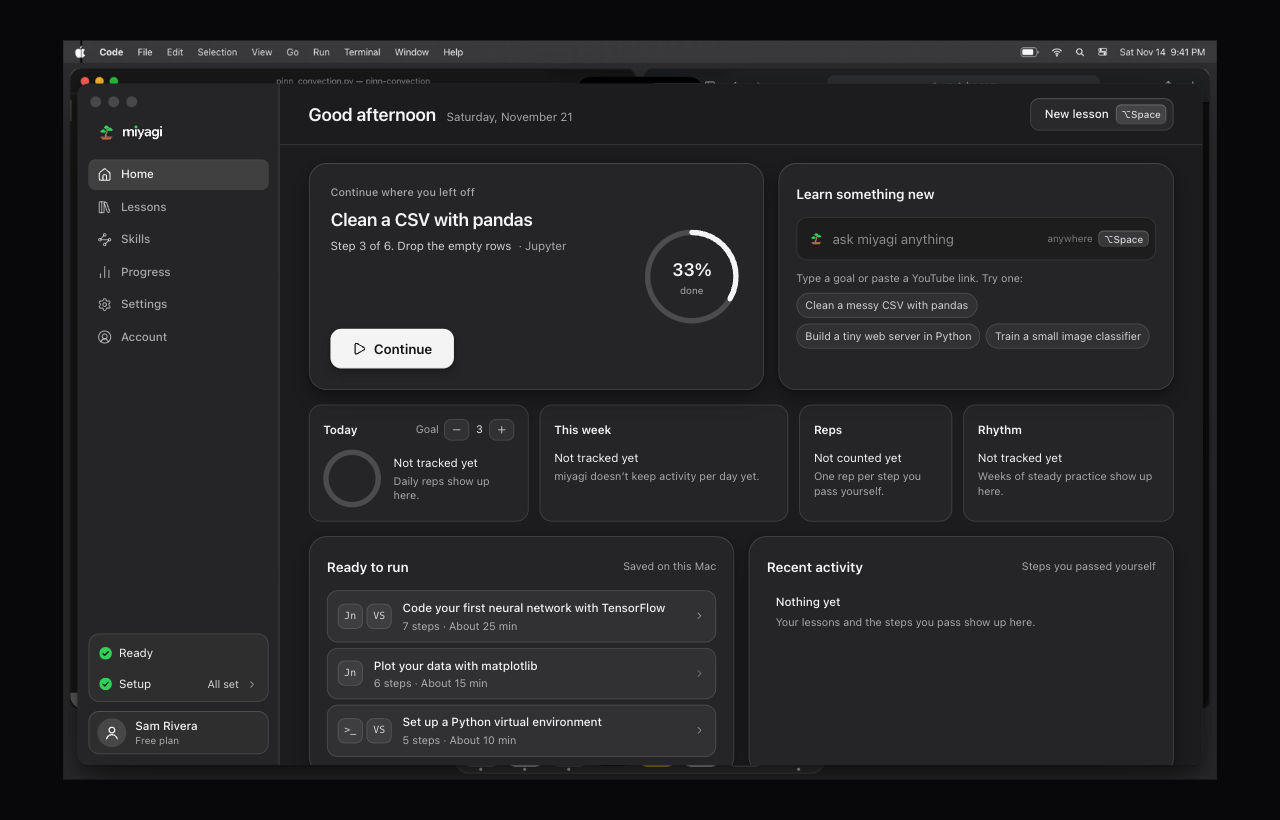 Code File Edit Selection View Go Run Terminal Window Help
Sat Nov 14 9:41 PM
pinn_convection.py — pinn-convection
miyagi
Home
Lessons
Skills
Progress
Settings
Account
Ready
Setup All set
Sam Rivera
Free plan
Good afternoon Saturday, November 21
New lesson ⌥Space
Continue where you left off
Clean a CSV with pandas
Step 3 of 6. Drop the empty rows · Jupyter
33%
done
Continue
Learn something new
ask miyagi anything anywhere ⌥Space
Type a goal or paste a YouTube link. Try one:
Clean a messy CSV with pandas
Build a tiny web server in Python Train a small image classifier
Today Goal − 3 +
Not tracked yet
Daily reps show up
here.
This week
Not tracked yet
miyagi doesn't keep activity per day yet.
Reps
Not counted yet
One rep per step you
pass yourself.
Rhythm
Not tracked yet
Weeks of steady practice show up
here.
Ready to run Saved on this Mac
Jn VS Code your first neural network with TensorFlow
7 steps · About 25 min
Jn Plot your data with matplotlib
6 steps · About 15 min
>_ VS Set up a Python virtual environment
5 steps · About 10 min
Recent activity Steps you passed yourself
Nothing yet
Your lessons and the steps you pass show up here.